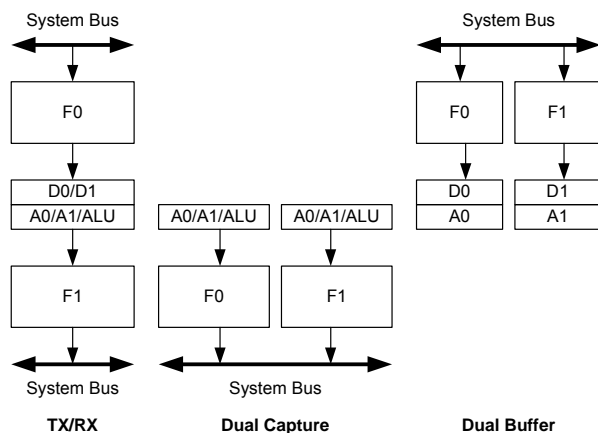 System Bus
F0
D0/D1
A0/A1/ALU
F1
System Bus
TX/RX
A0/A1/ALU
A0/A1/ALU
F0
F1
System Bus
Dual Capture
System Bus
F0
F1
D0
D1
A0
A1
Dual Buffer